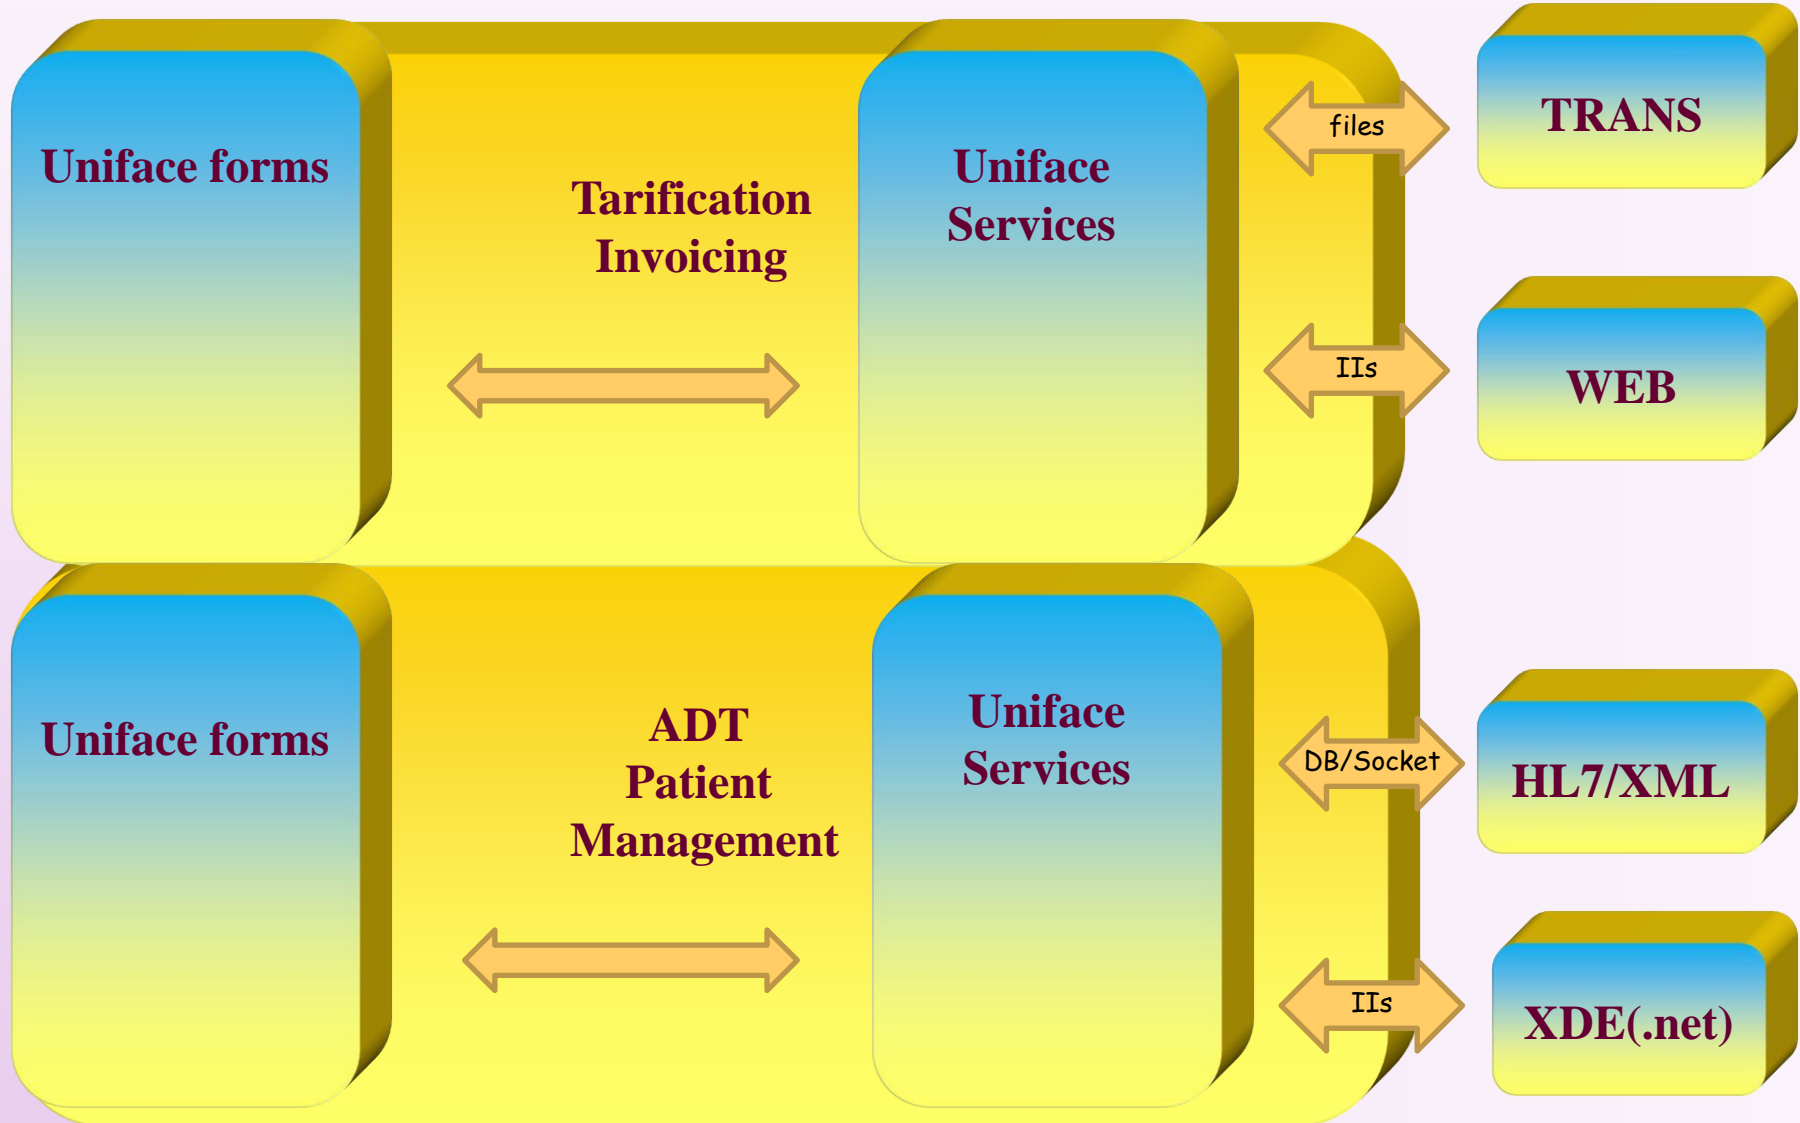 Uniface forms
Tarification
Invoicing
Uniface
Services
files
TRANS
IIs
WEB
Uniface forms
ADT
Patient
Management
Uniface
Services
DB/Socket
HL7/XML
IIs
XDE(.net)